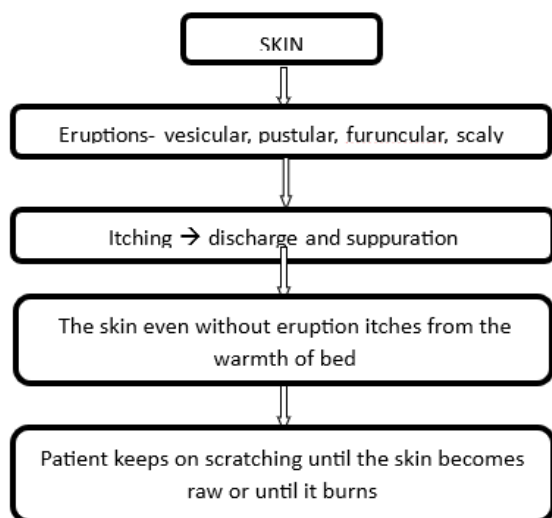 SKIN
Eruptions- vesicular, pustular, furuncular, scaly
Itching → discharge and suppuration
The skin even without eruption itches from the
warmth of bed
Patient keeps on scratching until the skin becomes
raw or until it burns